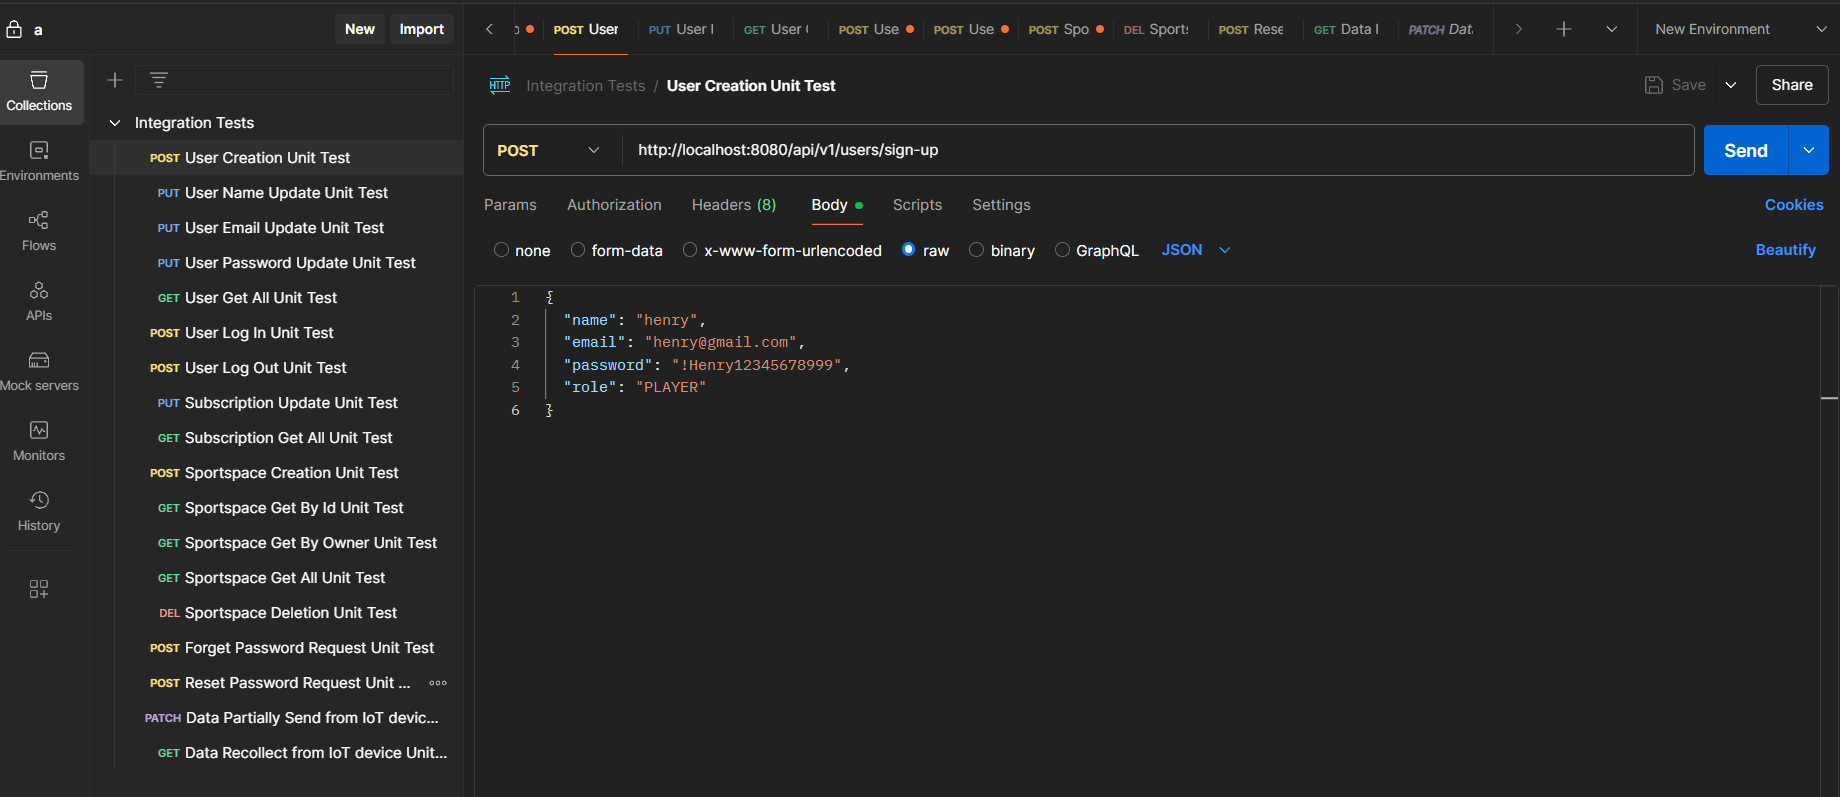 a
New
Import
POST User
PUT User I
GET User
POST Use
POST Use
POST Spo
DEL Sports
POST Rese
GET Data I
PATCH Dat
New Environment
Collections
Environments
Flows
APIs
Mock servers
Monitors
History
Integration Tests
POST User Creation Unit Test
PUT User Name Update Unit Test
PUT User Email Update Unit Test
PUT User Password Update Unit Test
GET User Get All Unit Test
POST User Log In Unit Test
POST User Log Out Unit Test
PUT Subscription Update Unit Test
GET Subscription Get All Unit Test
POST Sportspace Creation Unit Test
GET Sportspace Get By Id Unit Test
GET Sportspace Get By Owner Unit Test
GET Sportspace Get All Unit Test
DEL Sportspace Deletion Unit Test
POST Forget Password Request Unit Test
POST Reset Password Request Unit ...
PATCH Data Partially Send from IoT devic...
GET Data Recollect from IoT device Unit...
HTTP Integration Tests / User Creation Unit Test
Save
Share
POST http://localhost:8080/api/v1/users/sign-up
Send
Params Authorization Headers (8) Body Scripts Settings
Cookies
none form-data x-www-form-urlencoded raw binary GraphQL JSON
Beautify
1 {
2 "name": "henry",
3 "email": "henry@gmail.com",
4 "password": "!Henry12345678999",
5 "role": "PLAYER"
6 }